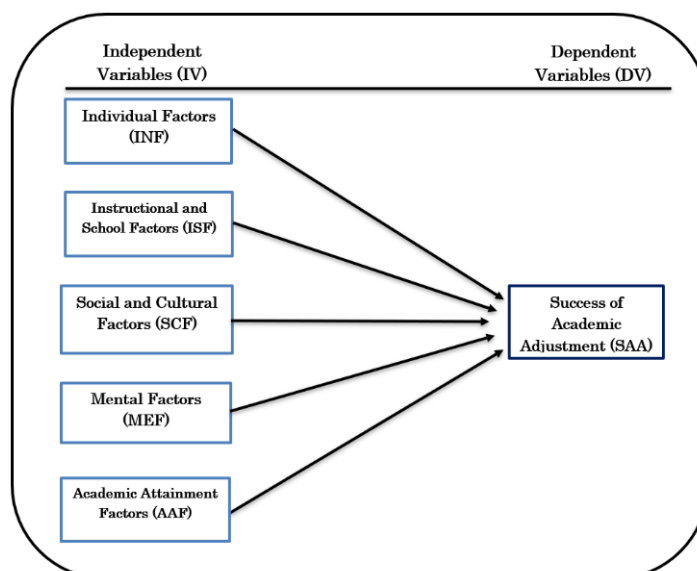 Independent
Variables (IV)
Dependent
Variables (DV)
Individual Factors
(INF)
Instructional and
School Factors (ISF)
Social and Cultural
Factors (SCF)
Success of
Academic
Adjustment (SAA)
Mental Factors
(MEF)
Academic Attainment
Factors (AAF)